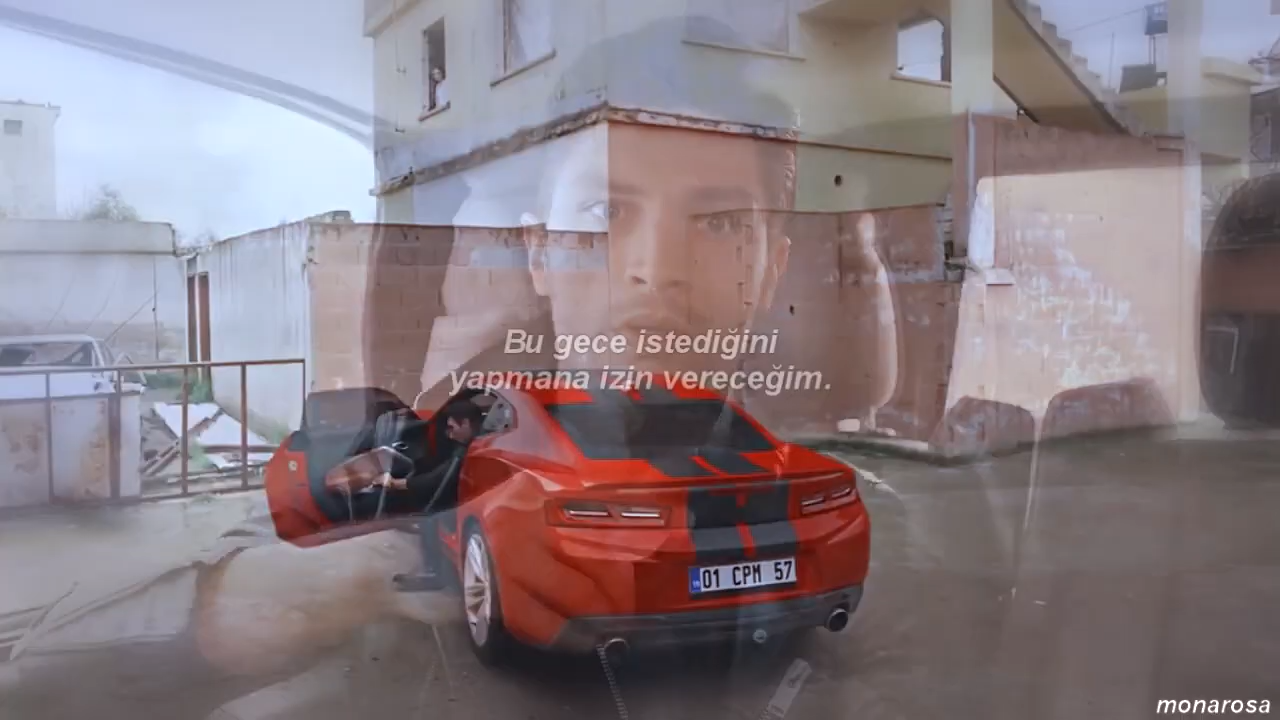 Bu gece istediğini
yapmana izin vereceğim.
01 CPM 57
monarosa